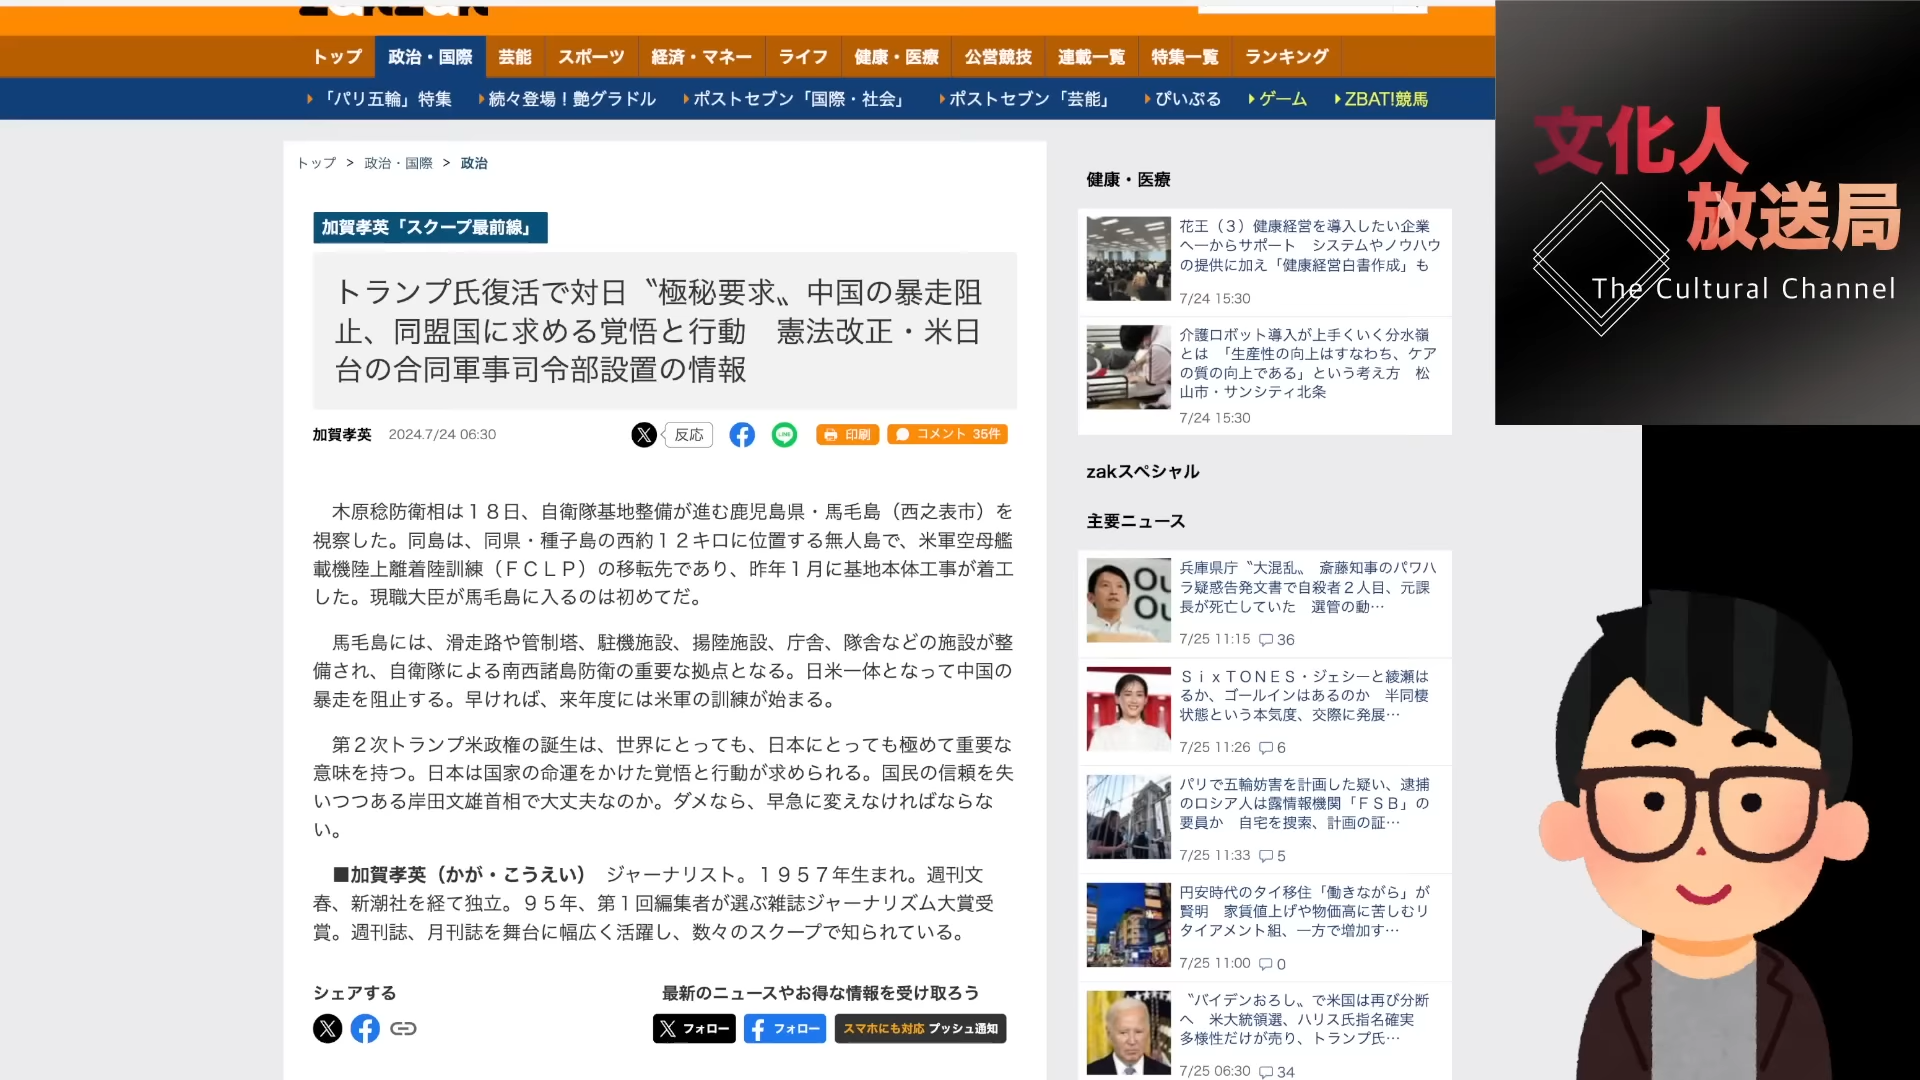 トップ
政治・国際
芸能
スポーツ
経済・マネー
ライフ
健康・医療
公営競技
連載一覧
特集一覧
ランキング
「パリ五輪」特集
続々登場！艶グラドル
ポストセブン「国際・社会」
ポストセブン「芸能」
ぴいぷる
ゲーム
ZBAT!競馬
トップ > 政治・国際 > 政治
加賀孝英「スクープ最前線」
トランプ氏復活で対日〝極秘要求〟中国の暴走阻
止、同盟国に求める覚悟と行動　憲法改正・米日
台の合同軍事司令部設置の情報
加賀孝英 2024.7/24 06:30
反応
LINE
印刷
コメント 35件
木原稔防衛相は１８日、自衛隊基地整備が進む鹿児島県・馬毛島（西之表市）を
視察した。同島は、同県・種子島の西約１２キロに位置する無人島で、米軍空母艦
載機陸上離着陸訓練（ＦＣＬＰ）の移転先であり、昨年１月に基地本体工事が着工
した。現職大臣が馬毛島に入るのは初めてだ。
馬毛島には、滑走路や管制塔、駐機施設、揚陸施設、庁舎、隊舎などの施設が整
備され、自衛隊による南西諸島防衛の重要な拠点となる。日米一体となって中国の
暴走を阻止する。早ければ、来年度には米軍の訓練が始まる。
第２次トランプ米政権の誕生は、世界にとっても、日本にとっても極めて重要な
意味を持つ。日本は国家の命運をかけた覚悟と行動が求められる。国民の信頼を失
いつつある岸田文雄首相で大丈夫なのか。ダメなら、早急に変えなければならな
い。
■加賀孝英（かが・こうえい）　ジャーナリスト。１９５７年生まれ。週刊文
春、新潮社を経て独立。９５年、第１回編集者が選ぶ雑誌ジャーナリズム大賞受
賞。週刊誌、月刊誌を舞台に幅広く活躍し、数々のスクープで知られている。
シェアする
最新のニュースやお得な情報を受け取ろう
フォロー
フォロー
スマホにも対応 プッシュ通知
健康・医療
花王（３）健康経営を導入したい企業
へ一からサポート　システムやノウハウ
の提供に加え「健康経営白書作成」も
7/24 15:30
介護ロボット導入が上手くいく分水嶺
とは　「生産性の向上はすなわち、ケア
の質の向上である」という考え方　松
山市・サンシティ北条
7/24 15:30
zakスペシャル
主要ニュース
兵庫県庁〝大混乱〟 斎藤知事のパワハ
ラ疑惑告発文書で自殺者２人目、元課
長が死亡していた　選管の動…
7/25 11:15 36
ＳｉｘＴＯＮＥＳ・ジェシーと綾瀬は
るか、ゴールインはあるのか　半同棲
状態という本気度、交際に発展…
7/25 11:26 6
パリで五輪妨害を計画した疑い、逮捕
のロシア人は露情報機関「ＦＳＢ」の
要員か　自宅を捜索、計画の証…
7/25 11:33 5
円安時代のタイ移住「働きながら」が
賢明　家賃値上げや物価高に苦しむリ
タイアメント組、一方で増加す…
7/25 11:00 0
〝バイデンおろし〟で米国は再び分断
へ　米大統領選、ハリス氏指名確実
多様性だけが売り、トランプ氏…
7/25 06:30 34
文化人
放送局
The Cultural Channel